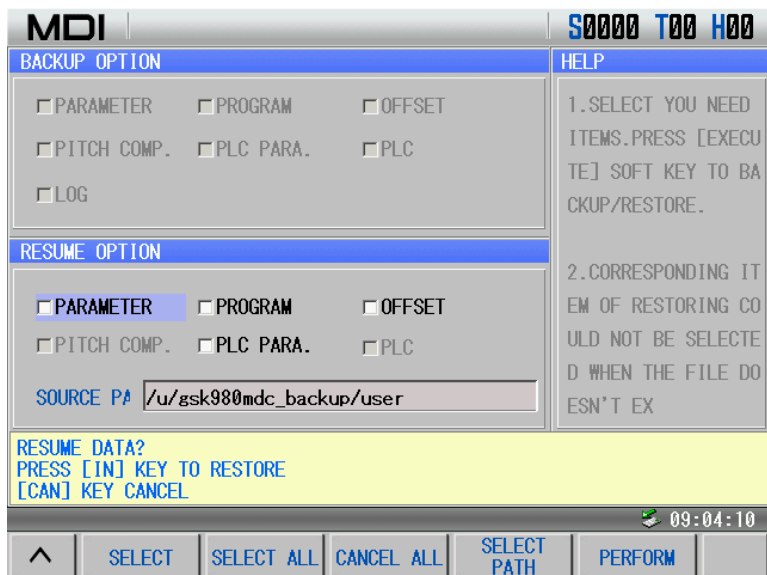 MDI S0000 T00 H00
BACKUP OPTION
PARAMETER PROGRAM OFFSET
PITCH COMP. PLC PARA. PLC
LOG
RESUME OPTION
PARAMETER PROGRAM OFFSET
PITCH COMP. PLC PARA. PLC
SOURCE PA /u/gsk980mdc_backup/user
HELP
1.SELECT YOU NEED
ITEMS.PRESS [EXECU
TE] SOFT KEY TO BA
CKUP/RESTORE.
2.CORRESPONDING IT
EM OF RESTORING CO
ULD NOT BE SELECTE
D WHEN THE FILE DO
ESN'T EX
RESUME DATA?
PRESS [IN] KEY TO RESTORE
[CAN] KEY CANCEL
09:04:10
SELECT SELECT ALL CANCEL ALL SELECT PATH PERFORM